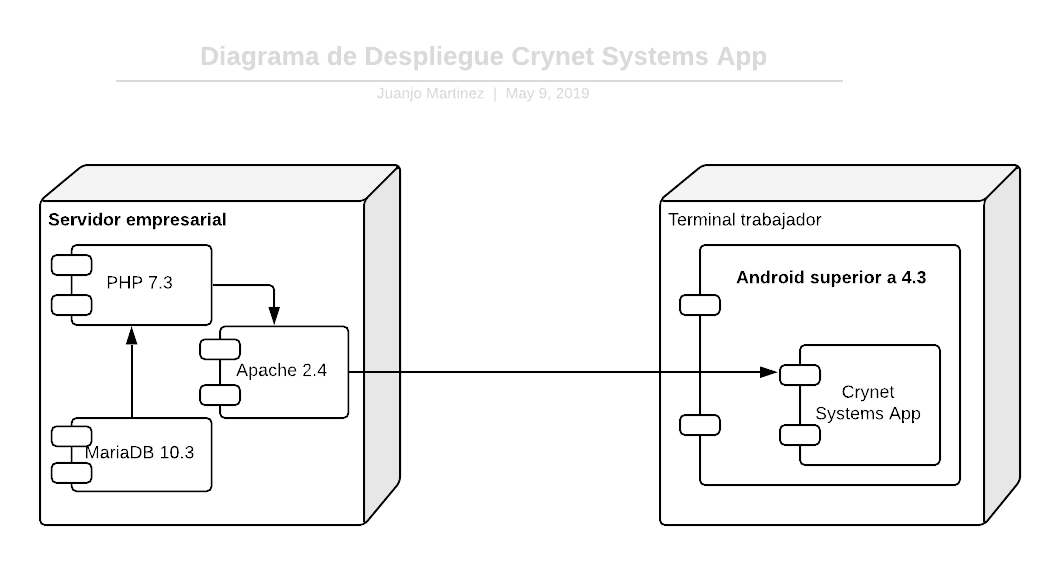 Diagrama de Despliegue Crynet Systems App
Juanjo Martinez | May 9, 2019
Servidor empresarial
PHP 7.3
Apache 2.4
MariaDB 10.3
Terminal trabajador
Android superior a 4.3
Crynet
Systems App